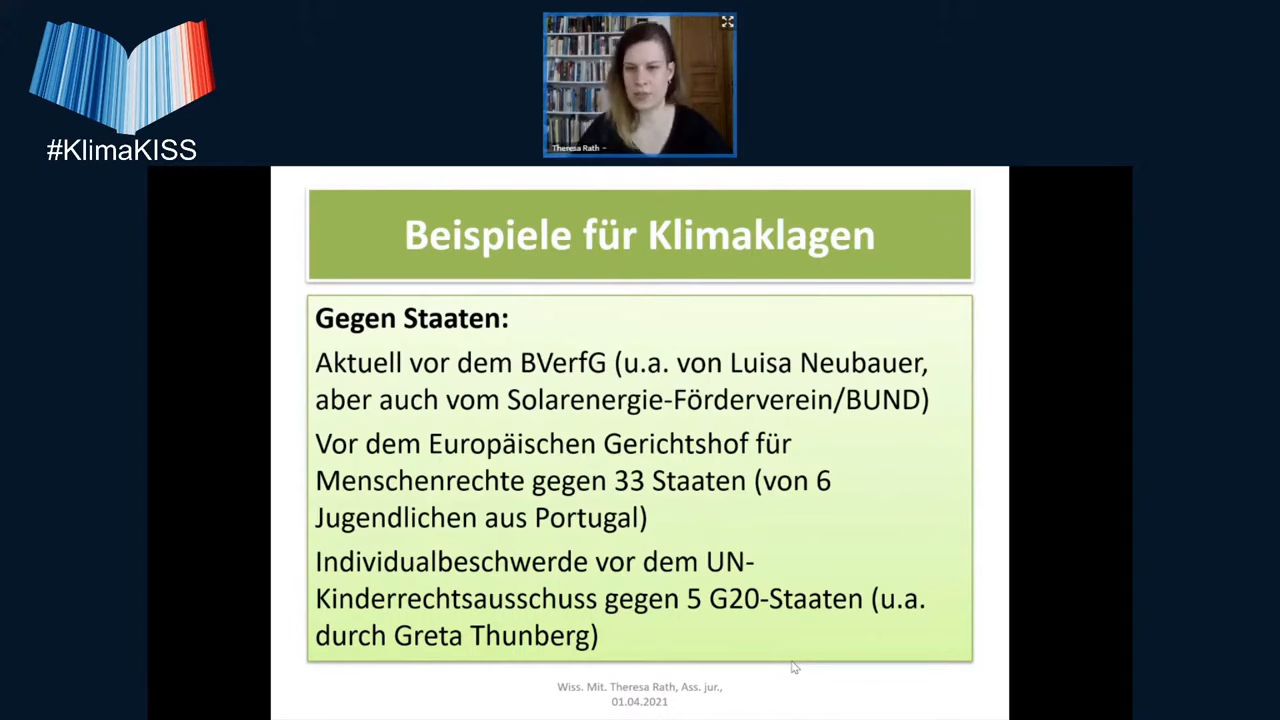 #KlimaKISS
Theresa Rath –
Beispiele für Klimaklagen
Gegen Staaten:
Aktuell vor dem BVerfG (u.a. von Luisa Neubauer,
aber auch vom Solarenergie-Förderverein/BUND)
Vor dem Europäischen Gerichtshof für
Menschenrechte gegen 33 Staaten (von 6
Jugendlichen aus Portugal)
Individualbeschwerde vor dem UN-
Kinderrechtsausschuss gegen 5 G20-Staaten (u.a.
durch Greta Thunberg)
Wiss. Mit. Theresa Rath, Ass. jur.,
01.04.2021